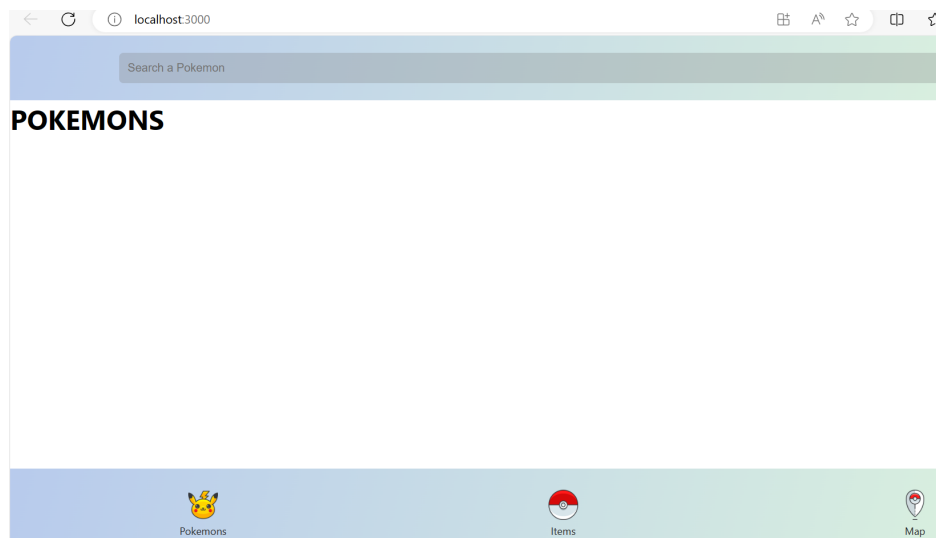 localhost:3000
Search a Pokemon
POKEMONS
Pokemons
Items
Map